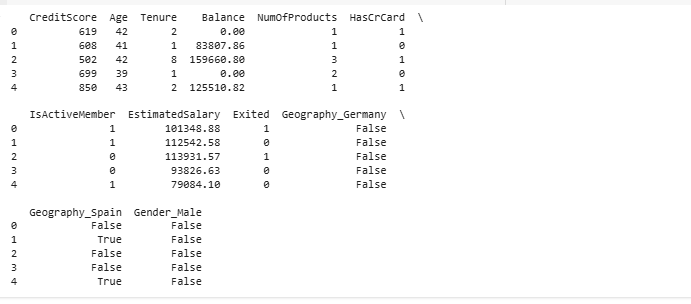 CreditScore Age Tenure Balance NumOfProducts HasCrCard \
0 619 42 2 0.00 1 1
1 608 41 1 83807.86 1 0
2 502 42 8 159660.80 3 1
3 699 39 1 0.00 2 0
4 850 43 2 125510.82 1 1
IsActiveMember EstimatedSalary Exited Geography_Germany \
0 1 101348.88 1 False
1 1 112542.58 0 False
2 0 113931.57 1 False
3 0 93826.63 0 False
4 1 79084.10 0 False
Geography_Spain Gender_Male
0 False False
1 True False
2 False False
3 False False
4 True False